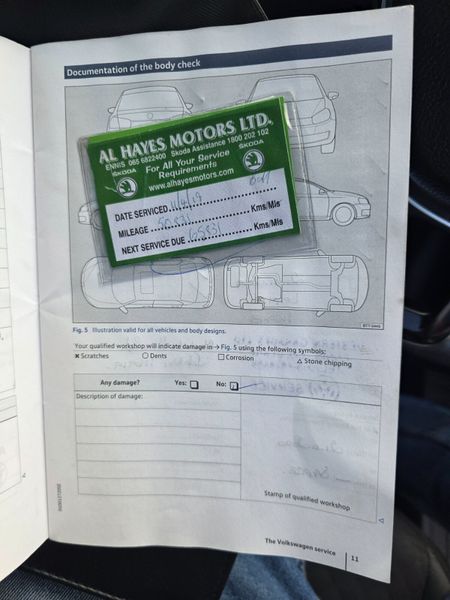 Documentation of the body check
AL HAYES MOTORS LTD.
ENNIS 065 6822400 Skoda Assistance 1800 202 102
For All Your Service
Requirements
ŠKODA
ŠKODA
www.alhayesmotors.com
DATE SERVICED
MILEAGE Kms/Mls
NEXT SERVICE DUE 65831 Kms/Mls
Fig. 5 Illustration valid for all vehicles and body designs.
Your qualified workshop will indicate damage in → Fig. 5 using the following symbols:
× Scratches ○ Dents □ Corrosion △ Stone chipping
Any damage? Yes: No:
Description of damage:
Stamp of qualified workshop
The Volkswagen service 11